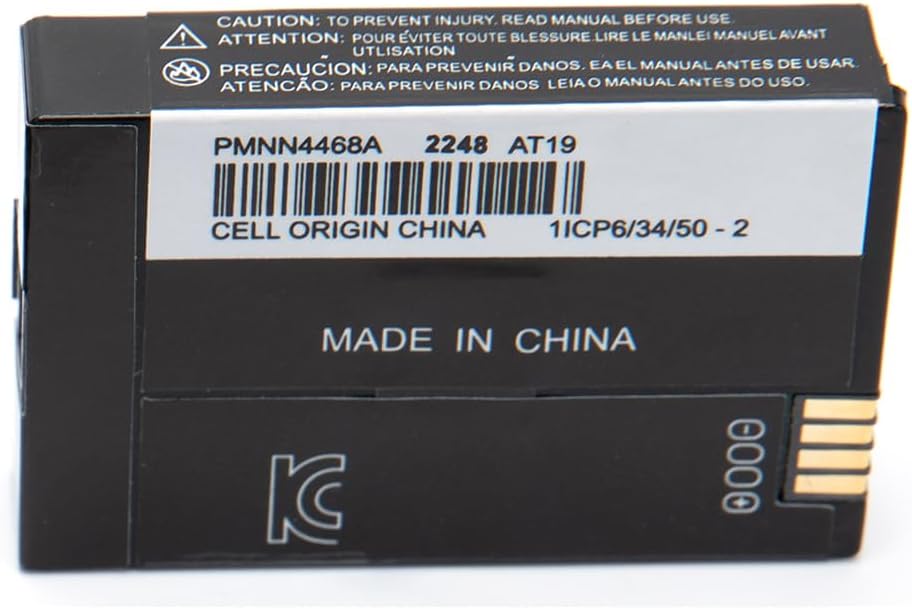 CAUTION: TO PREVENT INJURY. READ MANUAL BEFORE USE.
ATTENTION: POUR ÉVITER TOUTE BLESSURE.LIRE LE MANLEI MANUELAVANT
UTLISATION
PRECAUCION: PARA PREVENIR DANOS. EA EL MANUAL ANTES DE USAR.
ATENCÃO: PARA PREVENIR DANOS LEIA O MANUAL ANTES DO USO.
PMNN4468A 2248 AT19
CELL ORIGIN CHINA 1ICP6/34/50 - 2
MADE IN CHINA
KC